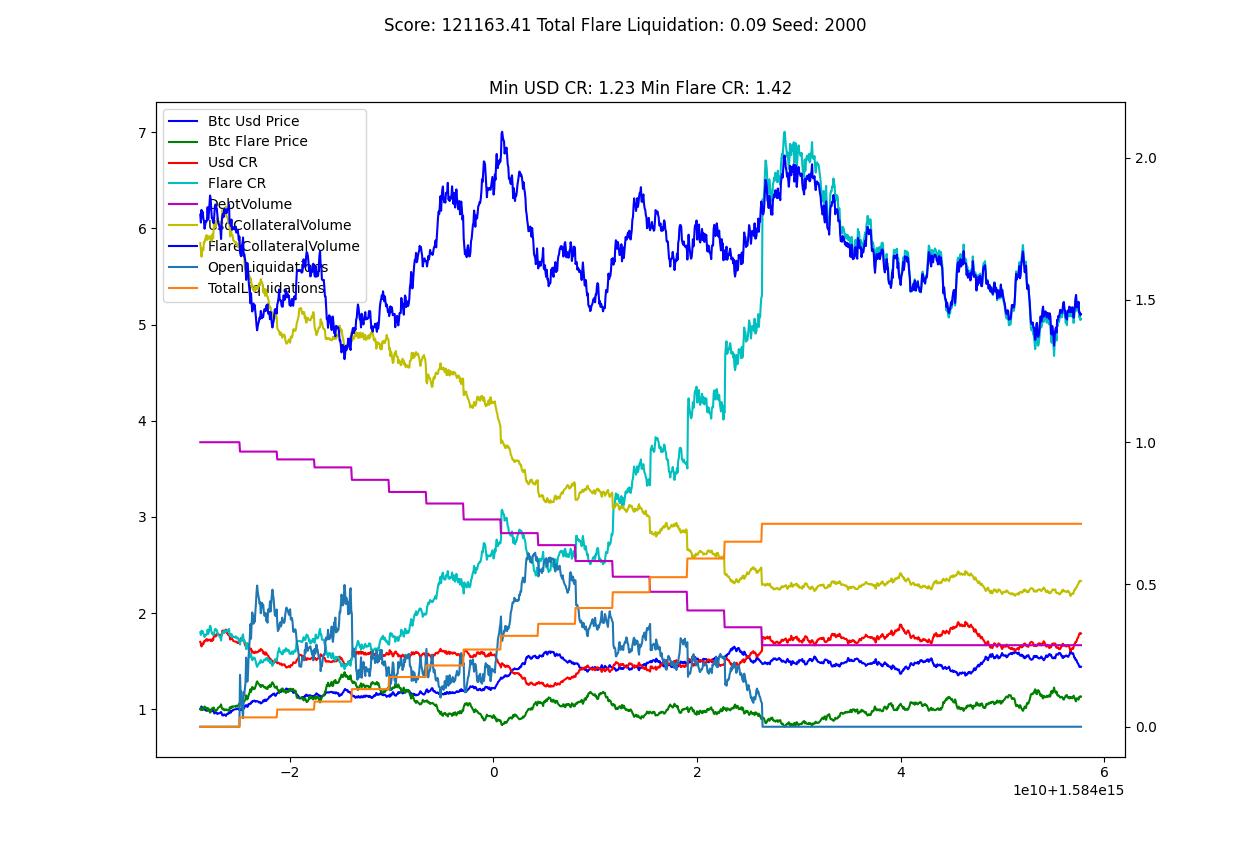 Score: 121163.41 Total Flare Liquidation: 0.09 Seed: 2000
Min USD CR: 1.23 Min Flare CR: 1.42
Btc Usd Price
Btc Flare Price
Usd CR
Flare CR
DebtVolume
UsdCollateralVolume
FlareCollateralVolume
OpenLiquidations
TotalLiquidations
7
6
5
4
3
2
1
2.0
1.5
1.0
0.5
0.0
−2
0
2
4
6
1e10+1.584e15